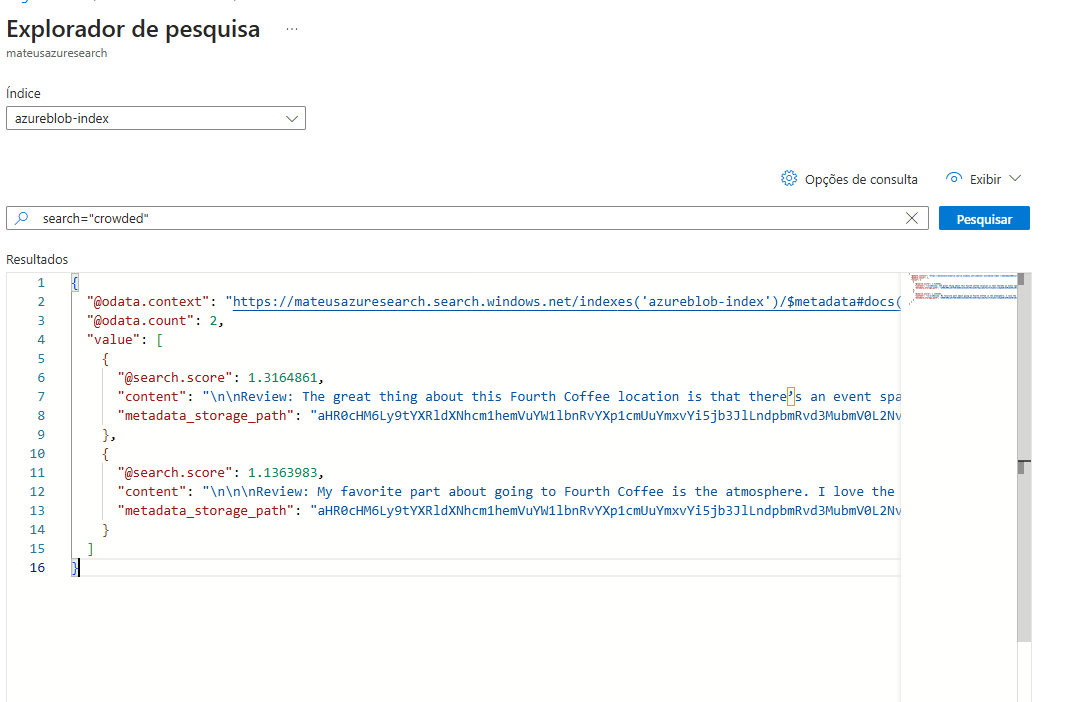 Explorador de pesquisa ...
mateusazuresearch
Índice
azureblob-index
Opções de consulta Exibir
search="crowded"
Pesquisar
Resultados
1 {
2 "@odata.context": "https://mateusazuresearch.search.windows.net/indexes('azureblob-index')/$metadata#docs(
3 "@odata.count": 2,
4 "value": [
5 {
6 "@search.score": 1.3164861,
7 "content": "\n\nReview: The great thing about this Fourth Coffee location is that there’s an event spa
8 "metadata_storage_path": "aHR0cHM6Ly9tYXRldXNhcm1hemVuYW1lbnRvYXp1cmUuYmxvYi5jb3JlLndpbmRvd3MubmV0L2Nv
9 },
10 {
11 "@search.score": 1.1363983,
12 "content": "\n\n\nReview: My favorite part about going to Fourth Coffee is the atmosphere. I love the
13 "metadata_storage_path": "aHR0cHM6Ly9tYXRldXNhcm1hemVuYW1lbnRvYXp1cmUuYmxvYi5jb3JlLndpbmRvd3MubmV0L2Nv
14 }
15 ]
16 }